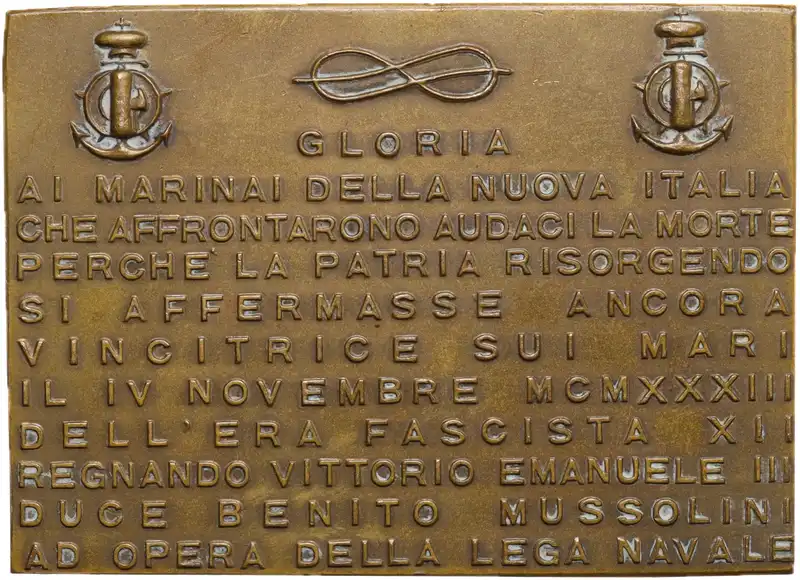 GLORIA
AI MARINAI DELLA NUOVA ITALIA
CHE AFFRONTARONO AUDACI LA MORTE
PERCHE' LA PATRIA RISORGENDO
SI AFFERMASSE ANCORA
VINCITRICE SUI MARI
IL IV NOVEMBRE MCMXXXIII
DELL'ERA FASCISTA XII
REGNANDO VITTORIO EMANUELE III
DUCE BENITO MUSSOLINI
AD OPERA DELLA LEGA NAVALE